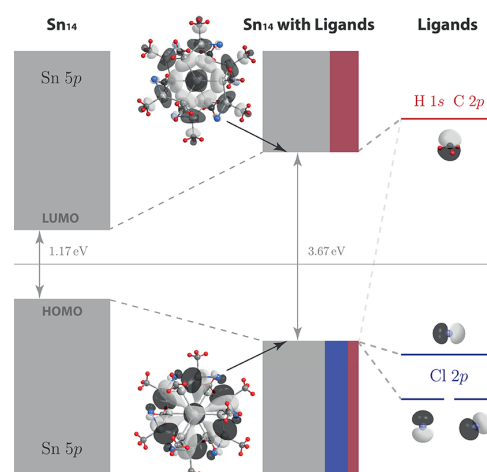 Sn₁₄
Sn₁₄ with Ligands
Ligands
Sn 5p
H 1s C 2p
LUMO
1.17 eV
3.67 eV
HOMO
Cl 2p
Sn 5p